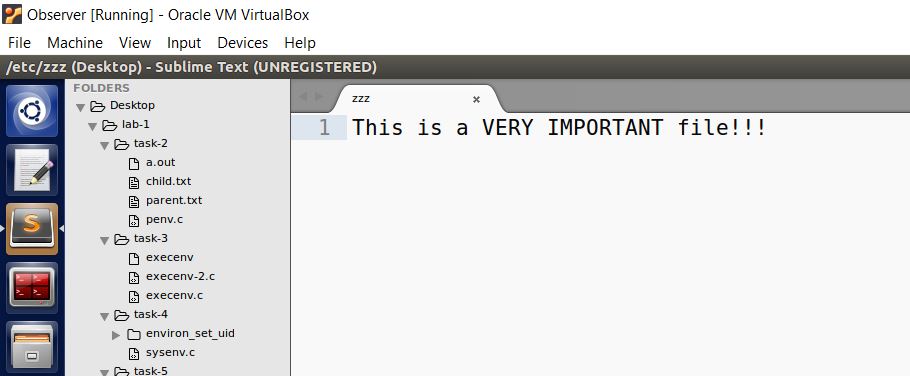 Observer [Running] - Oracle VM VirtualBox
File Machine View Input Devices Help
/etc/zzz (Desktop) - Sublime Text (UNREGISTERED)
FOLDERS
Desktop
lab-1
task-2
a.out
child.txt
parent.txt
penv.c
task-3
execenv
execenv-2.c
execenv.c
task-4
environ_set_uid
sysenv.c
task-5
zzz
1 This is a VERY IMPORTANT file!!!